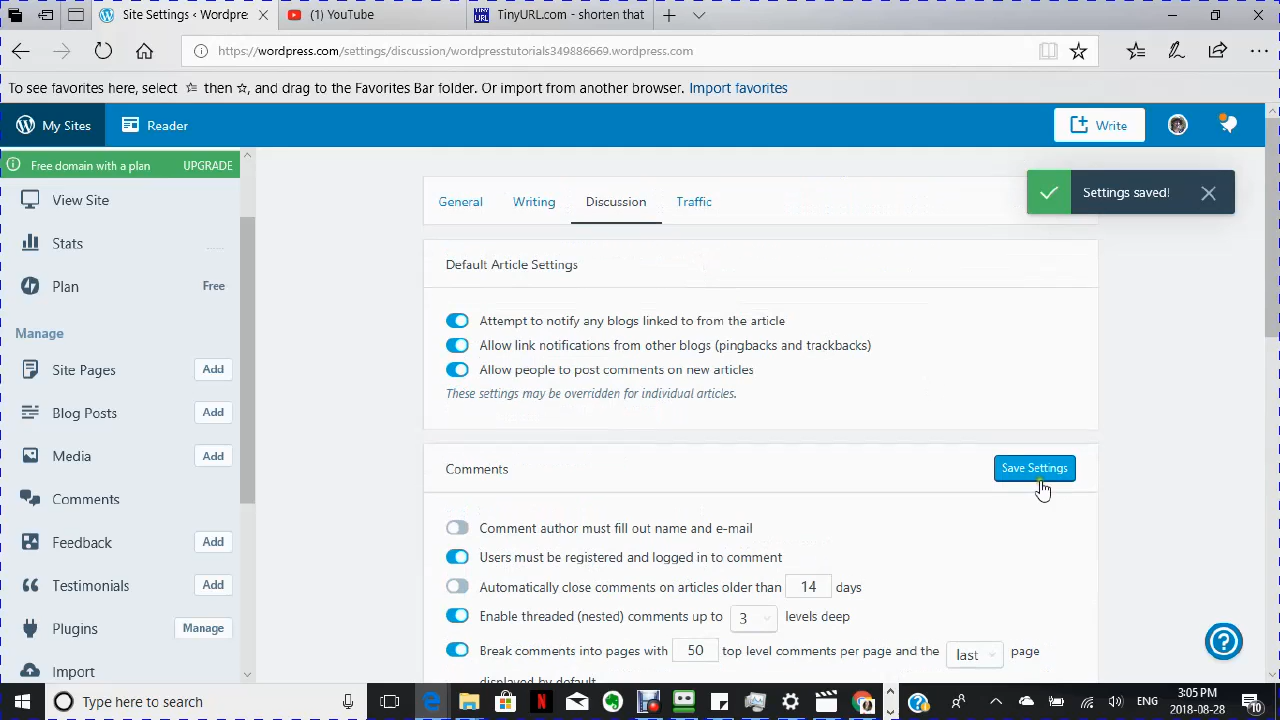 Site Settings ‹ Wordpres
(1) YouTube
TinyURL.com - shorten that
https://wordpress.com/settings/discussion/wordpresstutorials349886669.wordpress.com
To see favorites here, select ☆ then ☆, and drag to the Favorites Bar folder. Or import from another browser. Import favorites
My Sites
Reader
Write
Free domain with a plan UPGRADE
View Site
Stats
Plan Free
Manage
Site Pages Add
Blog Posts Add
Media Add
Comments
Feedback Add
Testimonials Add
Plugins Manage
Import
General Writing Discussion Traffic
Settings saved!
Default Article Settings
Attempt to notify any blogs linked to from the article
Allow link notifications from other blogs (pingbacks and trackbacks)
Allow people to post comments on new articles
These settings may be overridden for individual articles.
Comments Save Settings
Comment author must fill out name and e-mail
Users must be registered and logged in to comment
Automatically close comments on articles older than 14 days
Enable threaded (nested) comments up to 3 levels deep
Break comments into pages with 50 top level comments per page and the last page
displayed by default
Type here to search
ENG
3:05 PM
2018-08-28
10